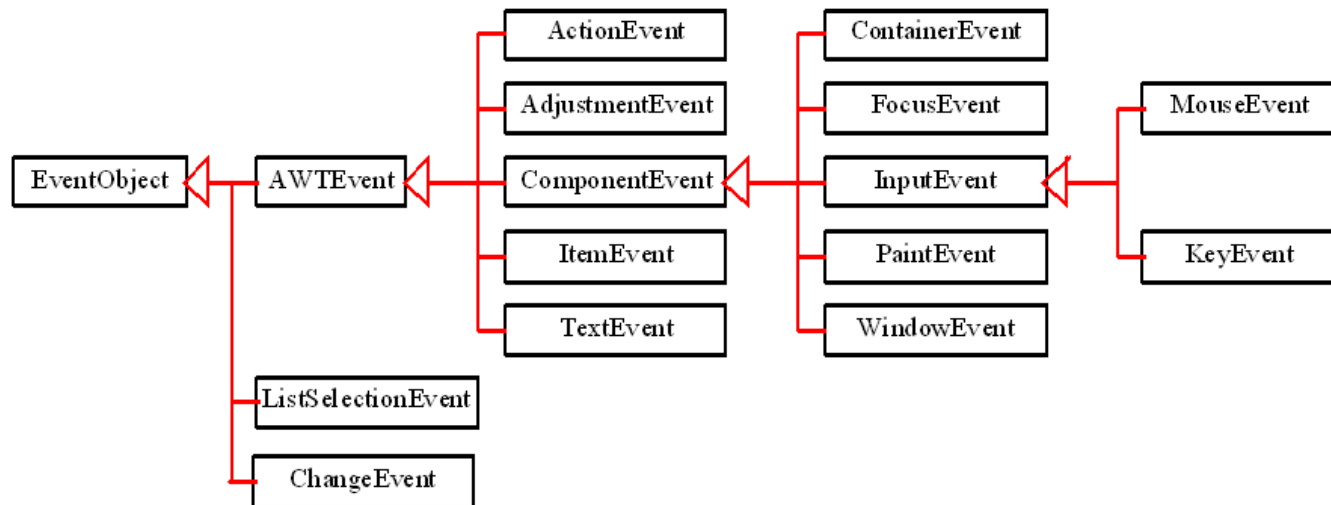 ActionEvent
ContainerEvent
AdjustmentEvent
FocusEvent
MouseEvent
EventObject
AWTEvent
ComponentEvent
InputEvent
ItemEvent
PaintEvent
KeyEvent
TextEvent
WindowEvent
ListSelectionEvent
ChangeEvent